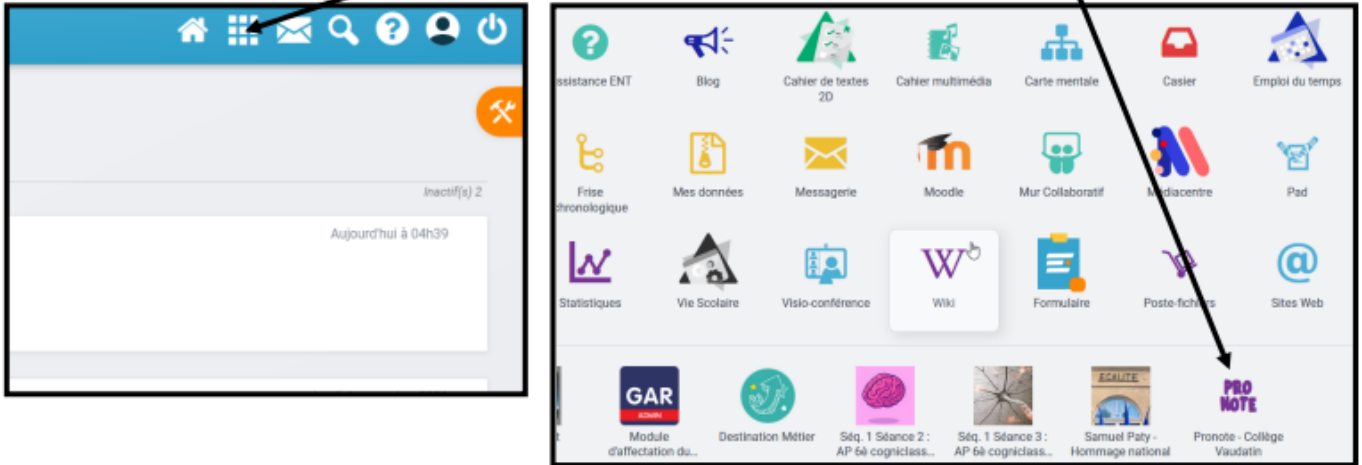 Inactif(s) 2
Aujourd'hui à 04h39
ssistance ENT
Blog
Cahier de textes
2D
Cahier multimédia
Carte mentale
Casier
Emploi du temps
Frise
chronologique
Mes données
Messagerie
Moodle
Mur Collaboratif
Médiacentre
Pad
Statistiques
Vie Scolaire
Visio-conférence
W
Wiki
Formulaire
Poste-fichiers
Sites Web
GAR
ADMIN
Module
d'affectation du...
Destination Métier
Séq. 1 Séance 2 :
AP 6è cogniclass...
Séq. 1 Séance 3 :
AP 6è cogniclass...
EGALITE
Samuel Paty -
Hommage national
PRO
NOTE
Pronote - Collège
Vaudatin